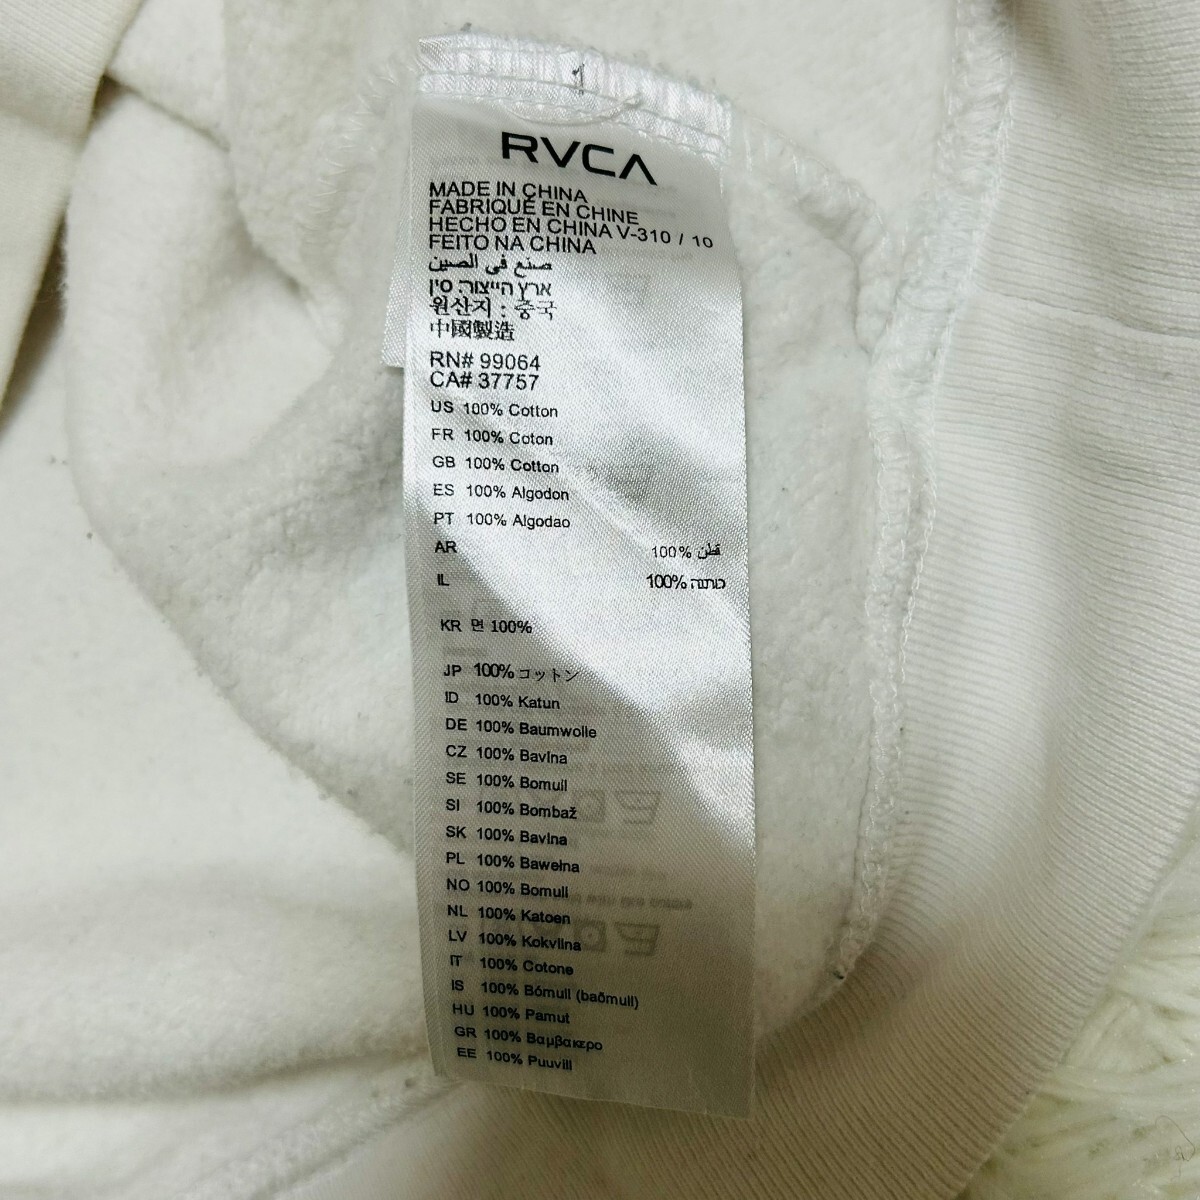 1
RVCA
MADE IN CHINA
FABRIQUÉ EN CHINE
HECHO EN CHINA V-310 / 10
FEITO NA CHINA
صنع في الصين
ארץ הייצור: סין
원산지 : 중국
中國製造
RN# 99064
CA# 37757
US 100% Cotton
FR 100% Coton
GB 100% Cotton
ES 100% Algodon
PT 100% Algodao
AR 100% قطن
IL 100% כותנה
KR 면 100%
JP 100% コットン
ID 100% Katun
DE 100% Baumwolle
CZ 100% Bavlna
SE 100% Bomull
SI 100% Bombaž
SK 100% Bavlna
PL 100% Bawełna
NO 100% Bomull
NL 100% Katoen
LV 100% Kokvilna
IT 100% Cotone
IS 100% Bómull (baðmull)
HU 100% Pamut
GR 100% Βαμβακερο
EE 100% Puuvill